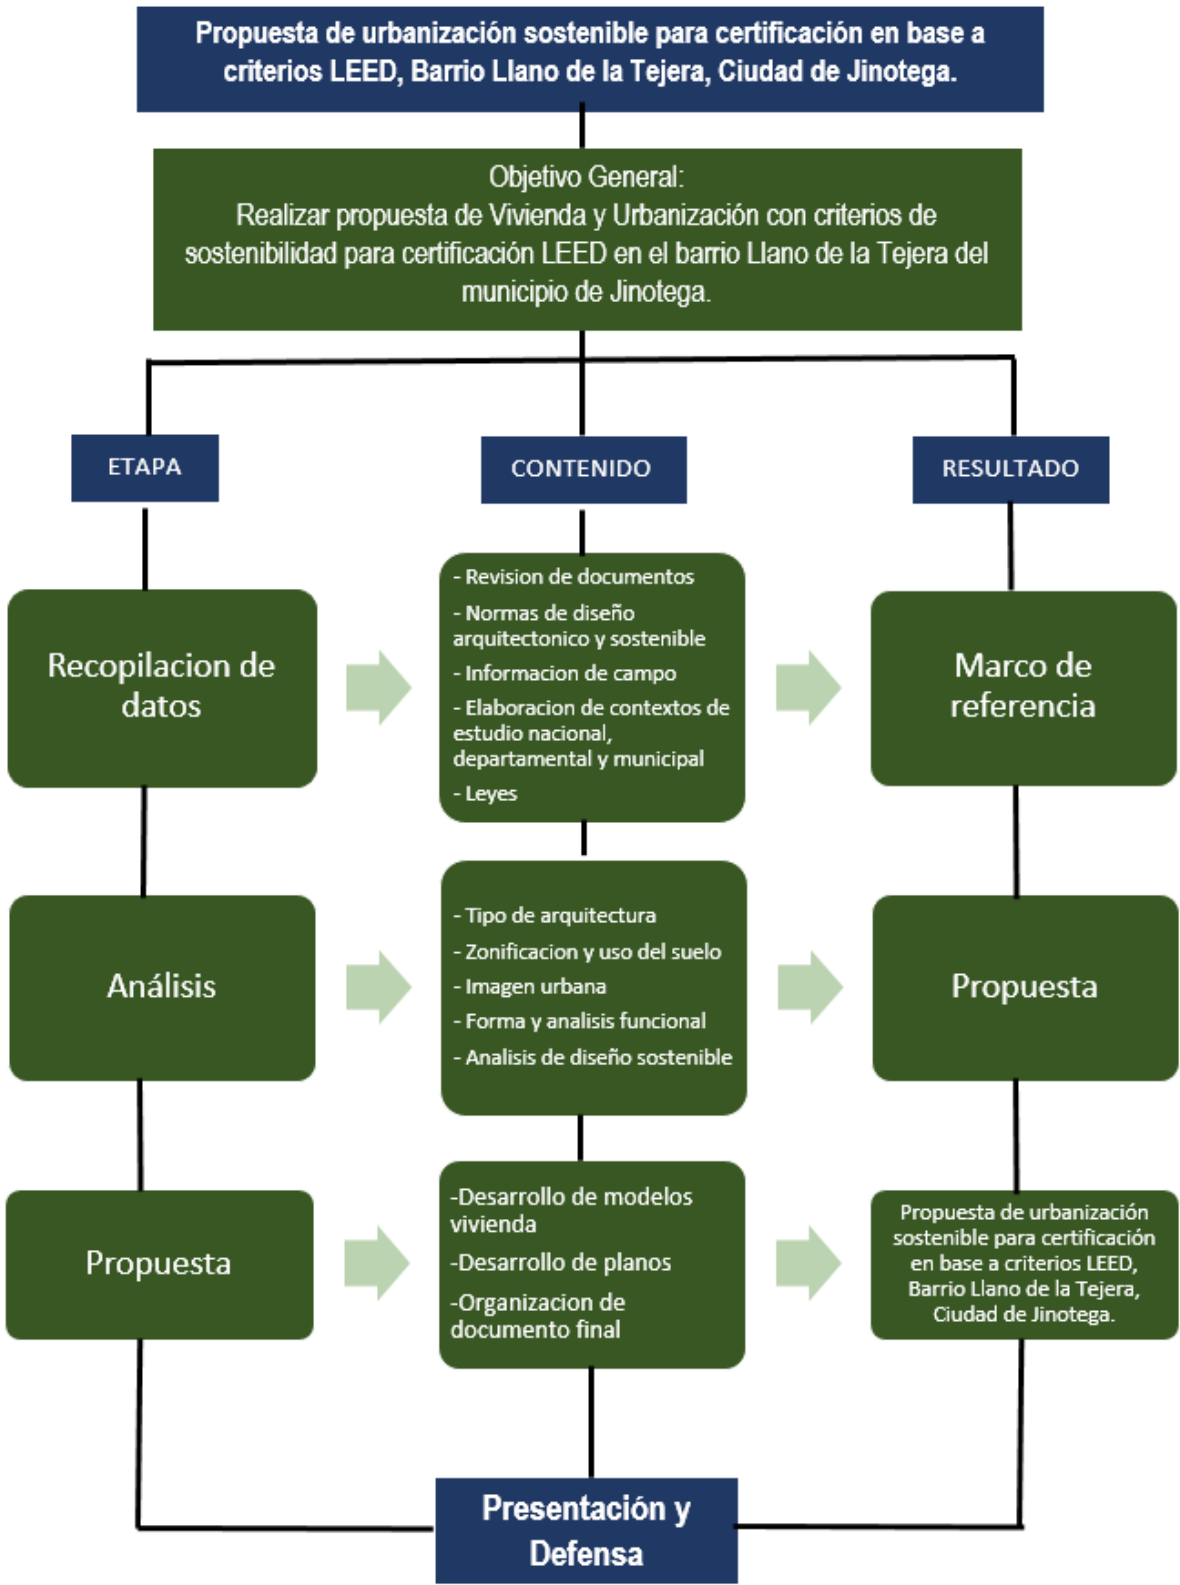 Propuesta de urbanización sostenible para certificación en base a
criterios LEED, Barrio Llano de la Tejera, Ciudad de Jinotega.
Objetivo General:
Realizar propuesta de Vivienda y Urbanización con criterios de
sostenibilidad para certificación LEED en el barrio Llano de la Tejera del
municipio de Jinotega.
ETAPA
CONTENIDO
RESULTADO
Recopilacion de
datos
- Revision de documentos
- Normas de diseño
arquitectonico y sostenible
- Informacion de campo
- Elaboracion de contextos de
estudio nacional,
departamental y municipal
- Leyes
Marco de
referencia
Análisis
- Tipo de arquitectura
- Zonificacion y uso del suelo
- Imagen urbana
- Forma y analisis funcional
- Analisis de diseño sostenible
Propuesta
Propuesta
-Desarrollo de modelos
vivienda
-Desarrollo de planos
-Organizacion de
documento final
Propuesta de urbanización
sostenible para certificación
en base a criterios LEED,
Barrio Llano de la Tejera,
Ciudad de Jinotega.
Presentación y
Defensa